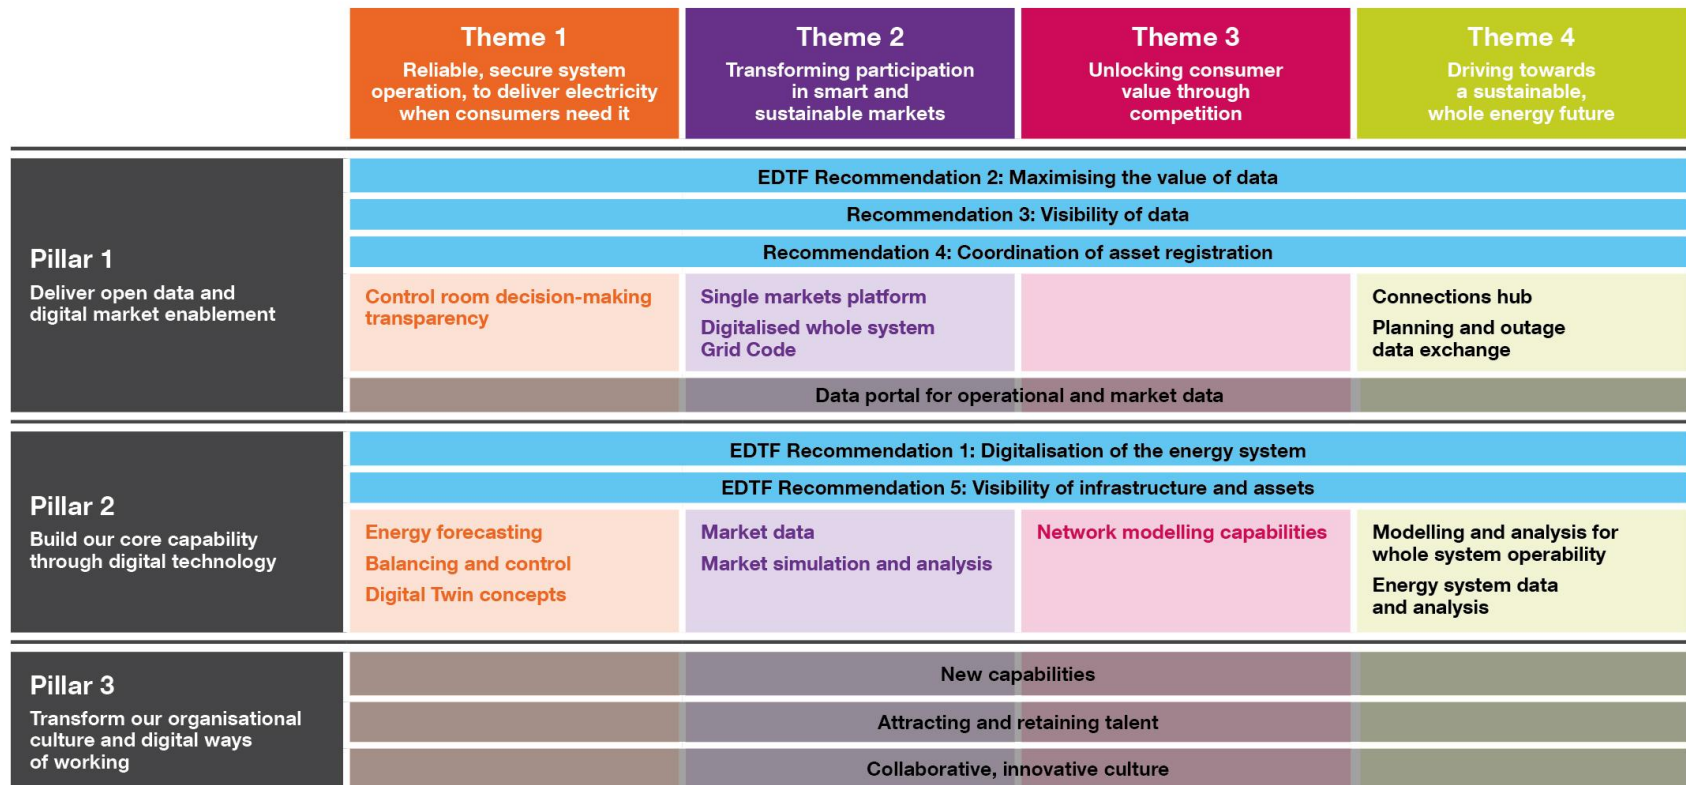 Theme 1
Reliable, secure system
operation, to deliver electricity
when consumers need it
Theme 2
Transforming participation
in smart and
sustainable markets
Theme 3
Unlocking consumer
value through
competition
Theme 4
Driving towards
a sustainable,
whole energy future
Pillar 1
Deliver open data and
digital market enablement
EDTF Recommendation 2: Maximising the value of data
Recommendation 3: Visibility of data
Recommendation 4: Coordination of asset registration
Control room decision-making
transparency
Single markets platform
Digitalised whole system
Grid Code
Connections hub
Planning and outage
data exchange
Data portal for operational and market data
Pillar 2
Build our core capability
through digital technology
EDTF Recommendation 1: Digitalisation of the energy system
EDTF Recommendation 5: Visibility of infrastructure and assets
Energy forecasting
Balancing and control
Digital Twin concepts
Market data
Market simulation and analysis
Network modelling capabilities
Modelling and analysis for
whole system operability
Energy system data
and analysis
Pillar 3
Transform our organisational
culture and digital ways
of working
New capabilities
Attracting and retaining talent
Collaborative, innovative culture